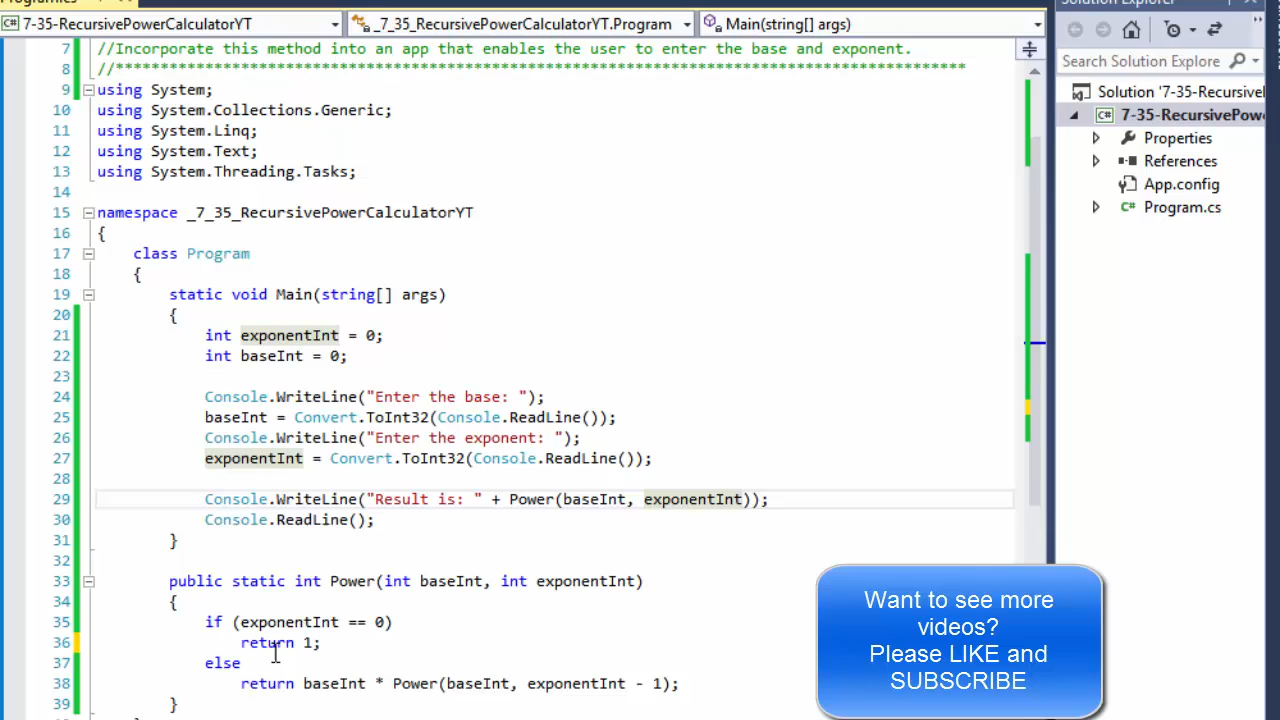 7-35-RecursivePowerCalculatorYT
_7_35_RecursivePowerCalculatorYT.Program
Main(string[] args)
7 //Incorporate this method into an app that enables the user to enter the base and exponent.
8 //***********************************************************************************************
9 using System;
10 using System.Collections.Generic;
11 using System.Linq;
12 using System.Text;
13 using System.Threading.Tasks;
14
15 namespace _7_35_RecursivePowerCalculatorYT
16 {
17 class Program
18 {
19 static void Main(string[] args)
20 {
21 int exponentInt = 0;
22 int baseInt = 0;
23
24 Console.WriteLine("Enter the base: ");
25 baseInt = Convert.ToInt32(Console.ReadLine());
26 Console.WriteLine("Enter the exponent: ");
27 exponentInt = Convert.ToInt32(Console.ReadLine());
28
29 Console.WriteLine("Result is: " + Power(baseInt, exponentInt));
30 Console.ReadLine();
31 }
32
33 public static int Power(int baseInt, int exponentInt)
34 {
35 if (exponentInt == 0)
36 return 1;
37 else
38 return baseInt * Power(baseInt, exponentInt - 1);
39 }
Solution Explorer
Search Solution Explore
Solution '7-35-Recursivel
C# 7-35-RecursivePow
Properties
References
App.config
C# Program.cs
Want to see more
videos?
Please LIKE and
SUBSCRIBE